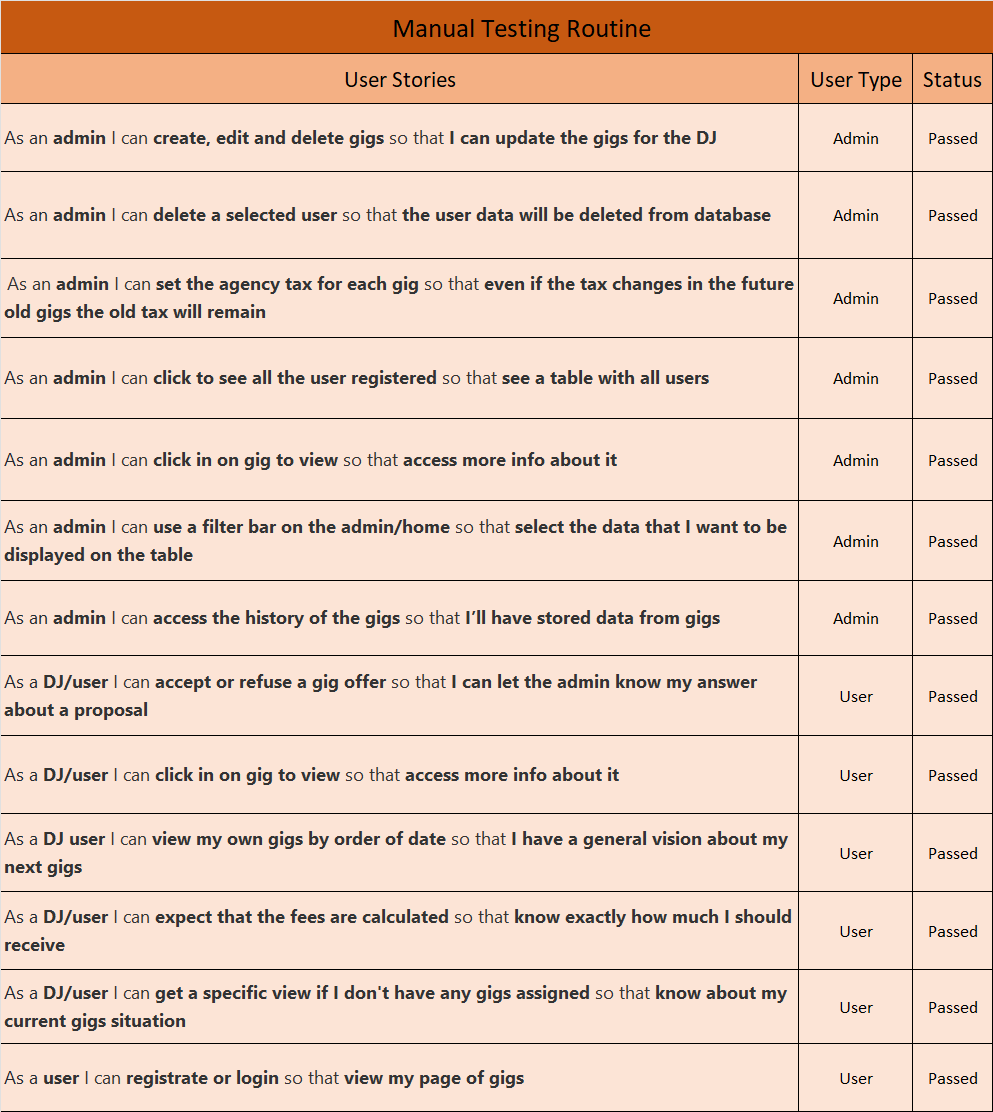 Manual Testing Routine
User Stories User Type Status
As an admin I can create, edit and delete gigs so that I can update the gigs for the DJ Admin Passed
As an admin I can delete a selected user so that the user data will be deleted from database Admin Passed
As an admin I can set the agency tax for each gig so that even if the tax changes in the future
old gigs the old tax will remain Admin Passed
As an admin I can click to see all the user registered so that see a table with all users Admin Passed
As an admin I can click in on gig to view so that access more info about it Admin Passed
As an admin I can use a filter bar on the admin/home so that select the data that I want to be
displayed on the table Admin Passed
As an admin I can access the history of the gigs so that I’ll have stored data from gigs Admin Passed
As a DJ/user I can accept or refuse a gig offer so that I can let the admin know my answer
about a proposal User Passed
As a DJ/user I can click in on gig to view so that access more info about it User Passed
As a DJ user I can view my own gigs by order of date so that I have a general vision about my
next gigs User Passed
As a DJ/user I can expect that the fees are calculated so that know exactly how much I should
receive User Passed
As a DJ/user I can get a specific view if I don't have any gigs assigned so that know about my
current gigs situation User Passed
As a user I can registrate or login so that view my page of gigs User Passed